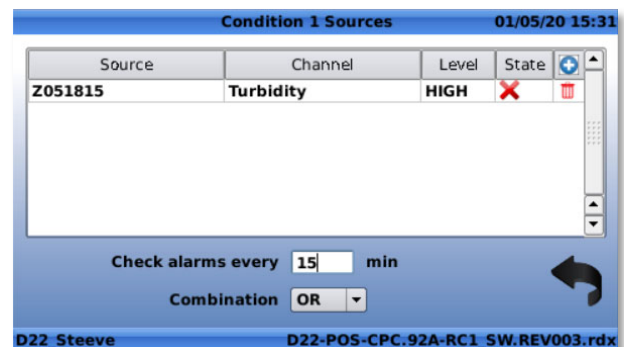 Condition 1 Sources 01/05/20 15:31
Source Channel Level State
Z051815 Turbidity HIGH
Check alarms every 15 min
Combination OR
D22 Steeve D22-POS-CPC.92A-RC1 SW.REV003.rdx